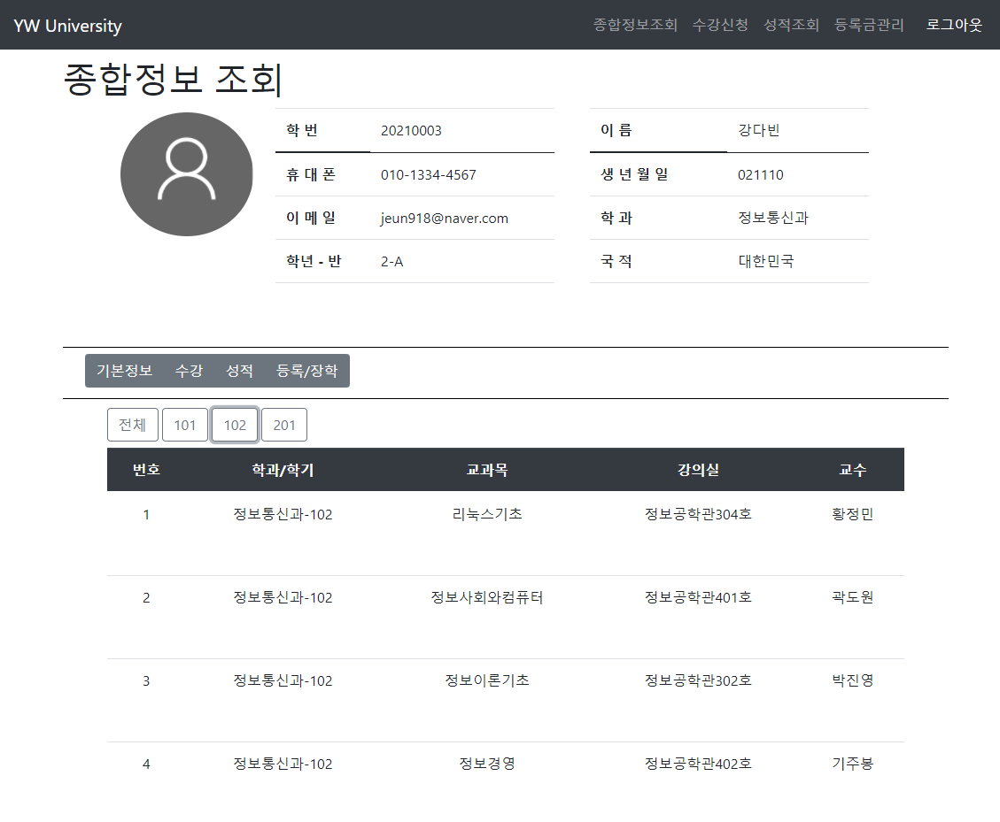 YW University 종합정보조회 수강신청 성적조회 등록금관리 로그아웃
종합정보 조회
학 번 20210003 이 름 강다빈
휴 대 폰 010-1334-4567 생 년 월 일 021110
이 메 일 jeun918@naver.com 학 과 정보통신과
학년 - 반 2-A 국 적 대한민국
기본정보 수강 성적 등록/장학
전체 101 102 201
번호 학과/학기 교과목 강의실 교수
1 정보통신과-102 리눅스기초 정보공학관304호 황정민
2 정보통신과-102 정보사회와컴퓨터 정보공학관401호 곽도원
3 정보통신과-102 정보이론기초 정보공학관302호 박진영
4 정보통신과-102 정보경영 정보공학관402호 기주봉